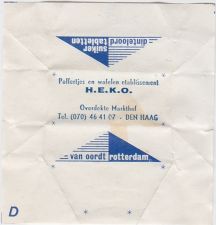 dinteloord
suiker
tabletten
Poffertjes en wafelen etablissement
H.E.K.O.
Overdekte Markthof
Tel. (070) 46 41 07 - DEN HAAG
van oordt rotterdam
D